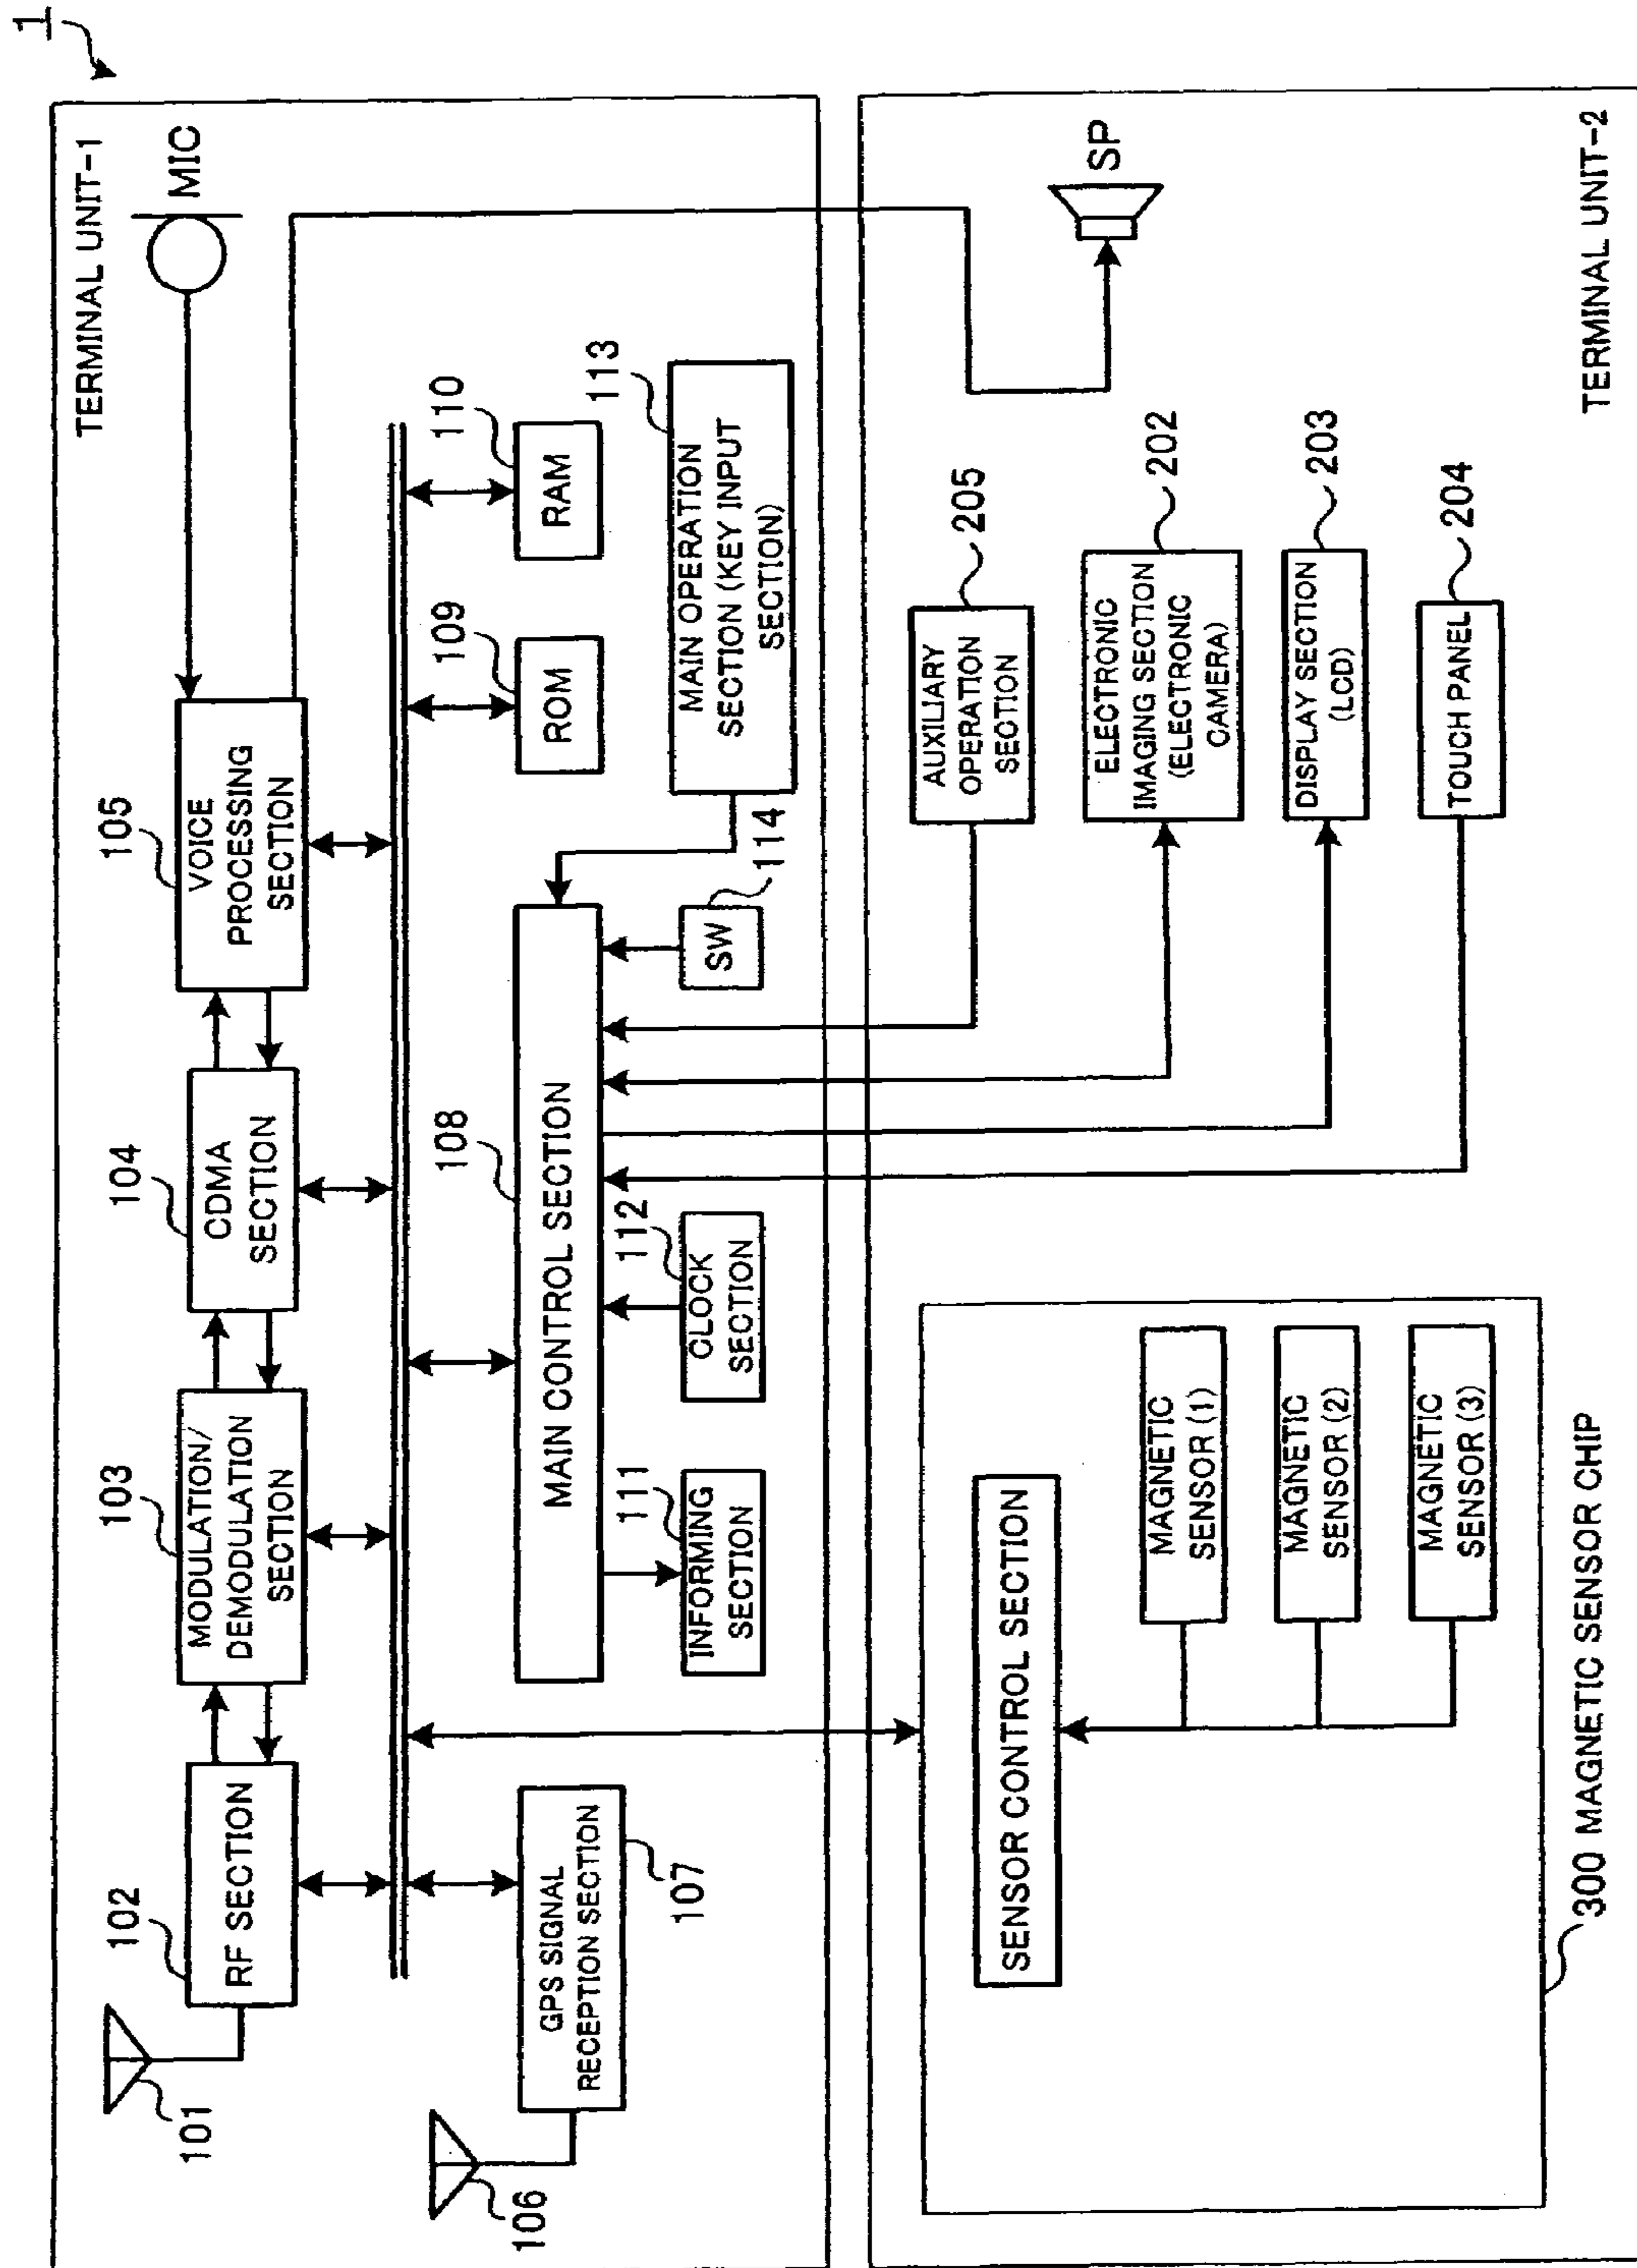 1
TERMINAL UNIT-1
101
102
RF SECTION
103
MODULATION/
DEMODULATION
SECTION
104
CDMA
SECTION
105
VOICE
PROCESSING
SECTION
MIC
106
GPS SIGNAL
RECEPTION SECTION
107
108
MAIN CONTROL SECTION
109
ROM
110
RAM
111
INFORMING
SECTION
112
CLOCK
SECTION
SW
114
113
MAIN OPERATION
SECTION (KEY INPUT
SECTION)
TERMINAL UNIT-2
SENSOR CONTROL SECTION
MAGNETIC
SENSOR (1)
MAGNETIC
SENSOR (2)
MAGNETIC
SENSOR (3)
300 MAGNETIC SENSOR CHIP
205
AUXILIARY
OPERATION
SECTION
202
ELECTRONIC
IMAGING SECTION
(ELECTRONIC
CAMERA)
203
DISPLAY SECTION
(LCD)
204
TOUCH PANEL
SP